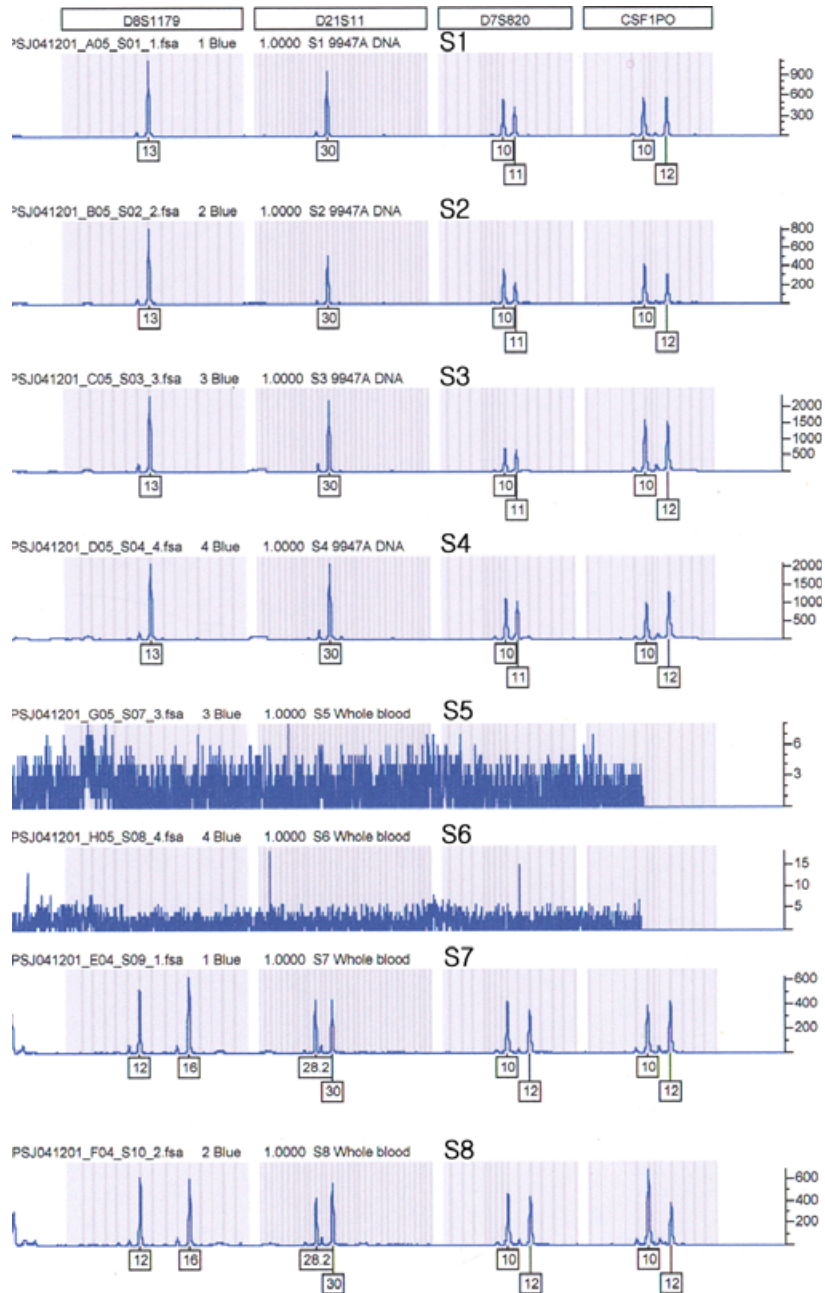 D8S1179 D21S11 D7S820 CSF1PO
PSJ041201_A05_S01_1.fsa 1 Blue 1.0000 S1 9947A DNA S1
900
600
300
13 30 10 10
11 12
PSJ041201_B05_S02_2.fsa 2 Blue 1.0000 S2 9947A DNA S2
800
600
400
200
13 30 10 10
11 12
PSJ041201_C05_S03_3.fsa 3 Blue 1.0000 S3 9947A DNA S3
2000
1500
1000
500
13 30 10 10
11 12
PSJ041201_D05_S04_4.fsa 4 Blue 1.0000 S4 9947A DNA S4
2000
1500
1000
500
13 30 10 10
11 12
PSJ041201_G05_S07_3.fsa 3 Blue 1.0000 S5 Whole blood S5
6
3
PSJ041201_H05_S08_4.fsa 4 Blue 1.0000 S6 Whole blood S6
15
10
5
PSJ041201_E04_S09_1.fsa 1 Blue 1.0000 S7 Whole blood S7
600
400
200
12 16 28.2 10 10
30 12 12
PSJ041201_F04_S10_2.fsa 2 Blue 1.0000 S8 Whole blood S8
600
400
200
12 16 28.2 10 10
30 12 12